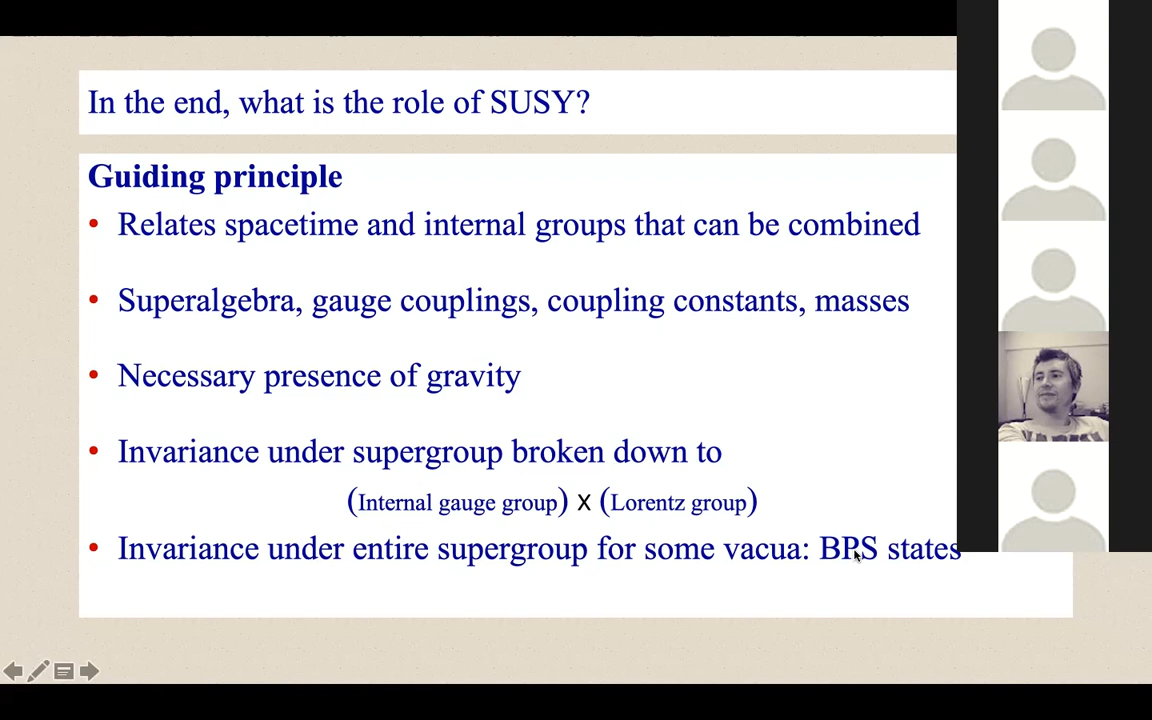 In the end, what is the role of SUSY?
Guiding principle
• Relates spacetime and internal groups that can be combined
• Superalgebra, gauge couplings, coupling constants, masses
• Necessary presence of gravity
• Invariance under supergroup broken down to
(Internal gauge group) x (Lorentz group)
• Invariance under entire supergroup for some vacua: BPS states